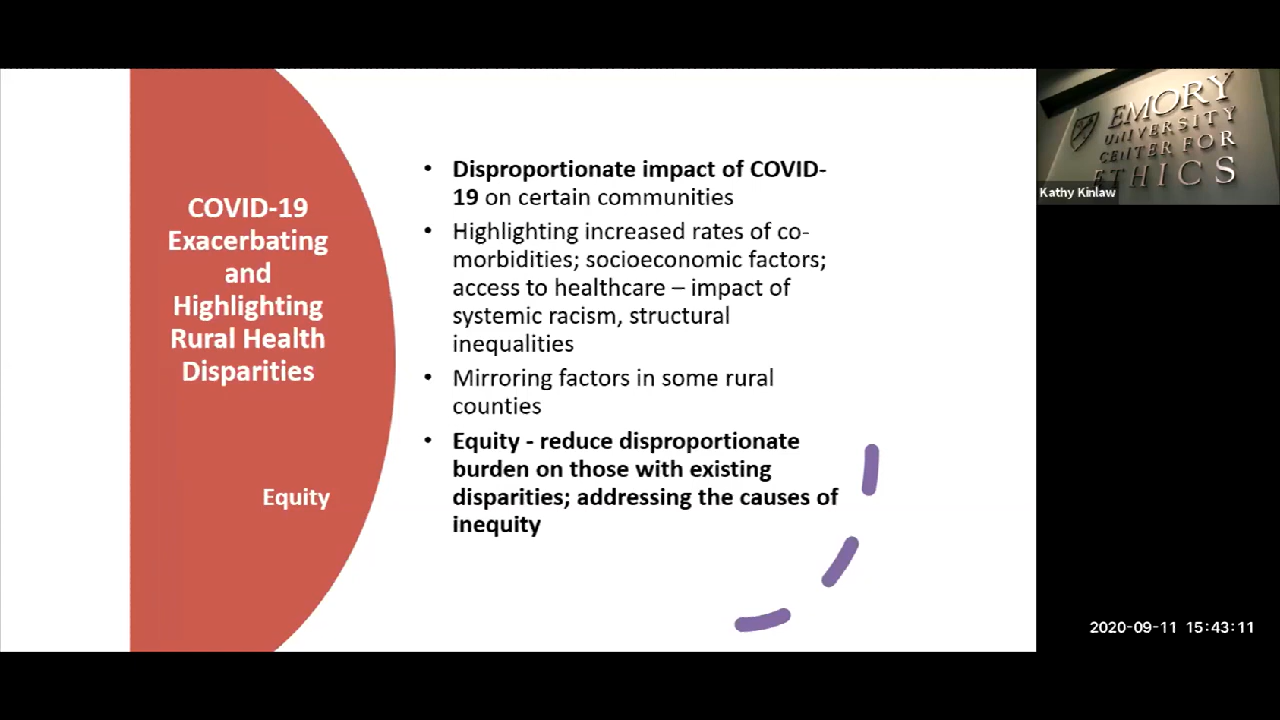 COVID-19
Exacerbating
and
Highlighting
Rural Health
Disparities
Equity
• Disproportionate impact of COVID-
19 on certain communities
• Highlighting increased rates of co-
morbidities; socioeconomic factors;
access to healthcare – impact of
systemic racism, structural
inequalities
• Mirroring factors in some rural
counties
• Equity - reduce disproportionate
burden on those with existing
disparities; addressing the causes of
inequity
EMORY
UNIVERSITY
CENTER FOR
ETHICS
Kathy Kinlaw
2020-09-11 15:43:11